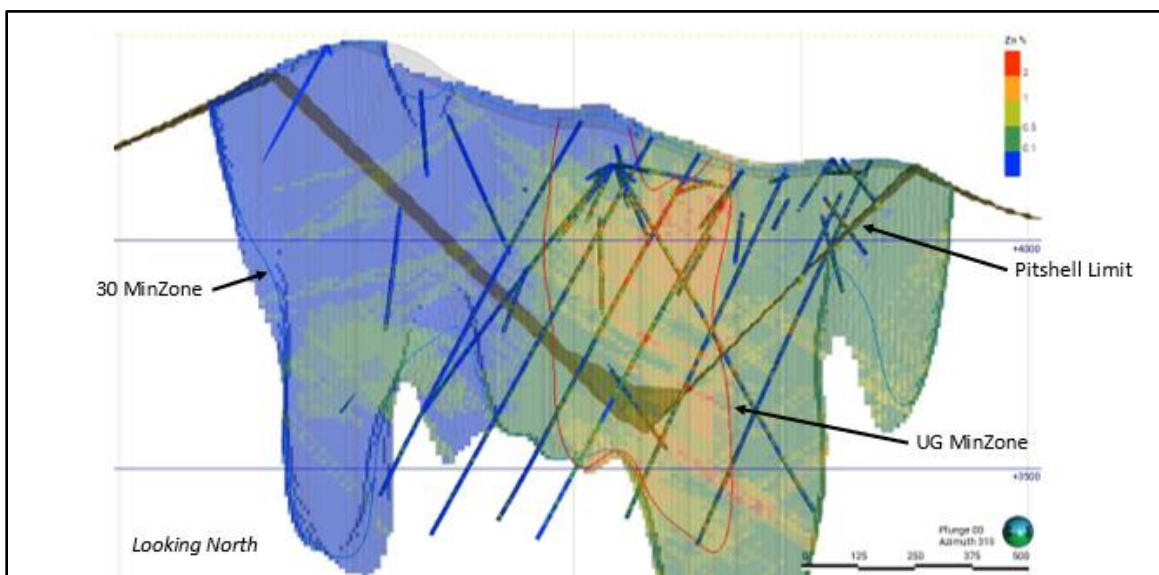 Zn %
2
1
0.5
0.1
+4000
30 MinZone
Pitshell Limit
UG MinZone
+3500
Plunge 00
Azimuth 319
Looking North
0 125 250 375 500